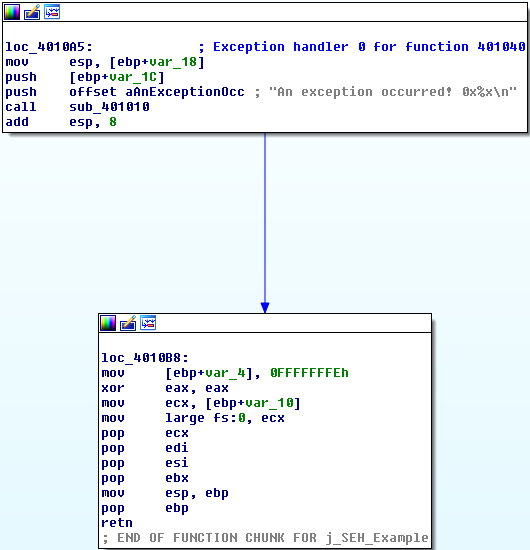 loc_4010A5: ; Exception handler 0 for function 401040
mov esp, [ebp+var_18]
push [ebp+var_1C]
push offset aAnExceptionOcc ; "An exception occurred! 0x%x\n"
call sub_401010
add esp, 8
loc_4010B8:
mov [ebp+var_4], 0FFFFFFFEh
xor eax, eax
mov ecx, [ebp+var_10]
mov large fs:0, ecx
pop ecx
pop edi
pop esi
pop ebx
mov esp, ebp
pop ebp
retn
; END OF FUNCTION CHUNK FOR j_SEH_Example